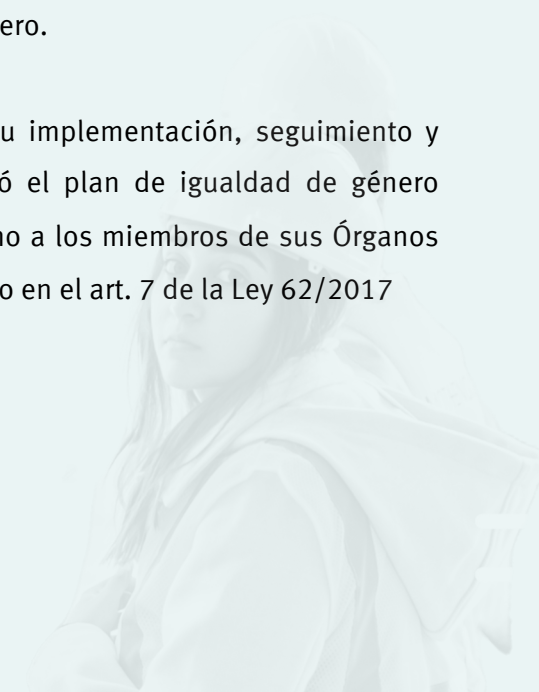 ero.
u implementación, seguimiento y
ó el plan de igualdad de género
no a los miembros de sus Órganos
o en el art. 7 de la Ley 62/2017